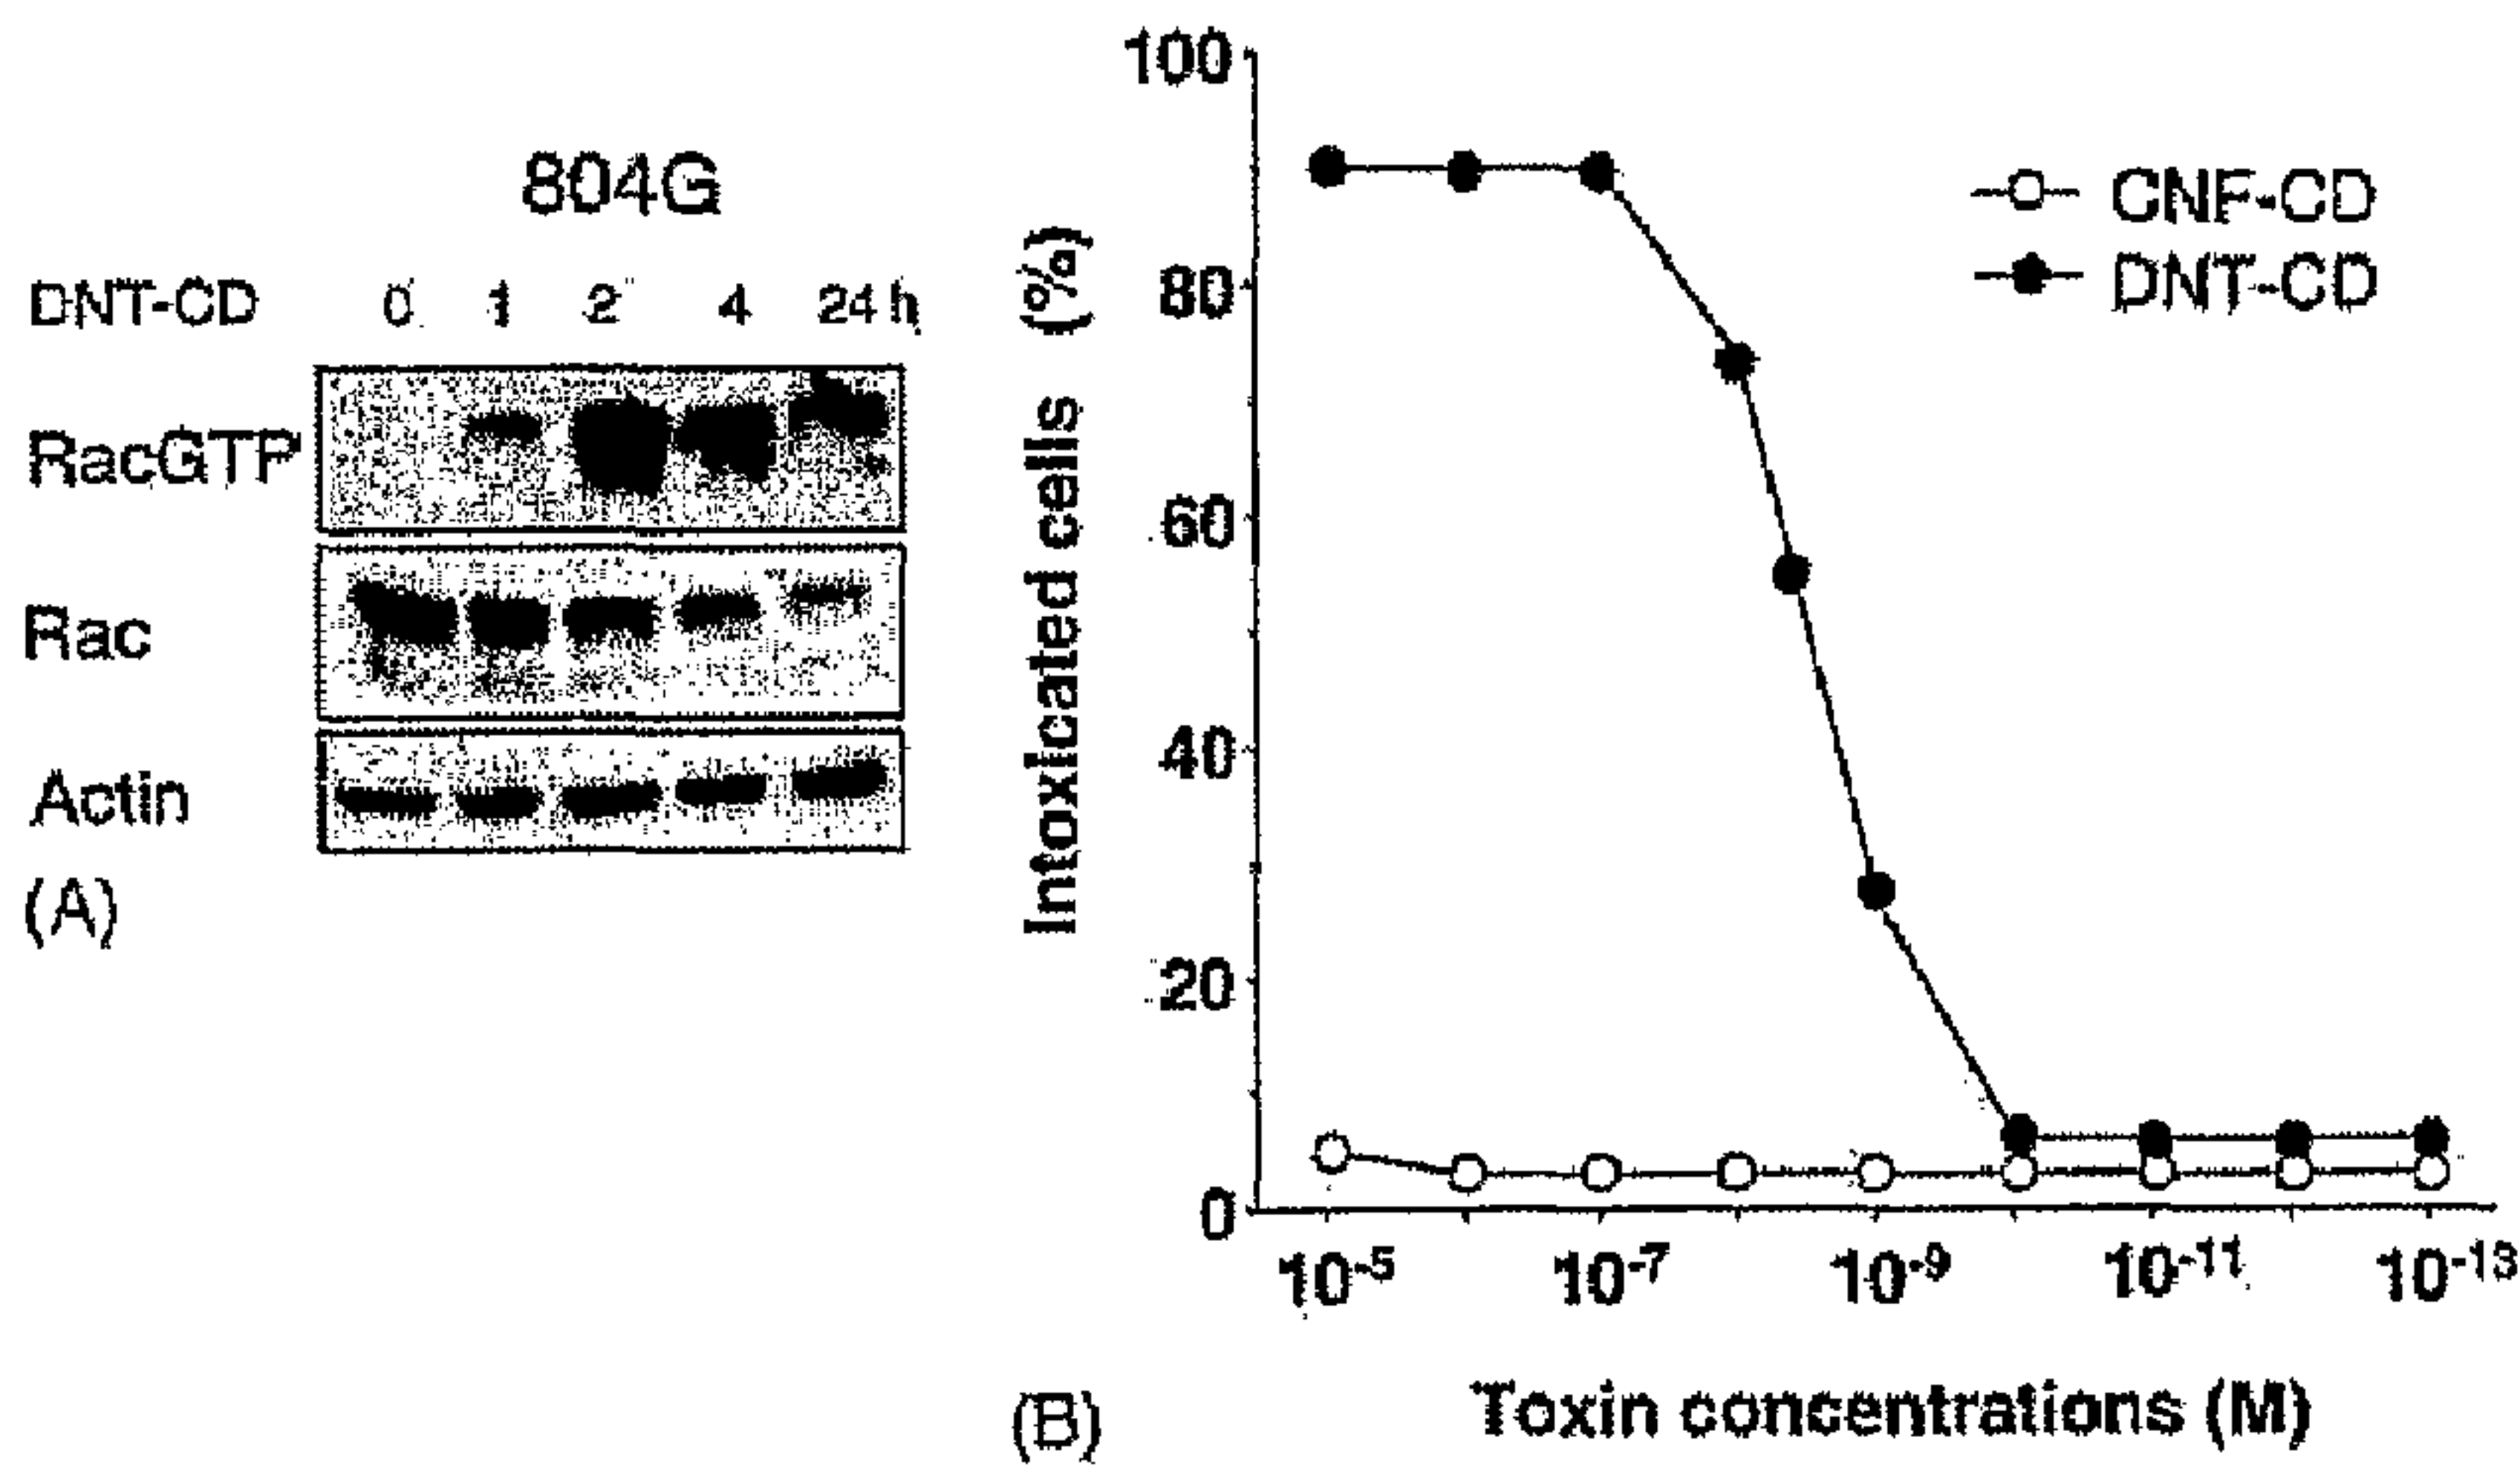 804G
DNT-CD 0 1 2 4 24 h
RacGTP
Rac
Actin
(A)
Intoxicated cells (%)
100
80
60
40
20
0
CNF-CD
DNT-CD
10-5 10-7 10-9 10-11 10-13
Toxin concentrations (M)
(B)